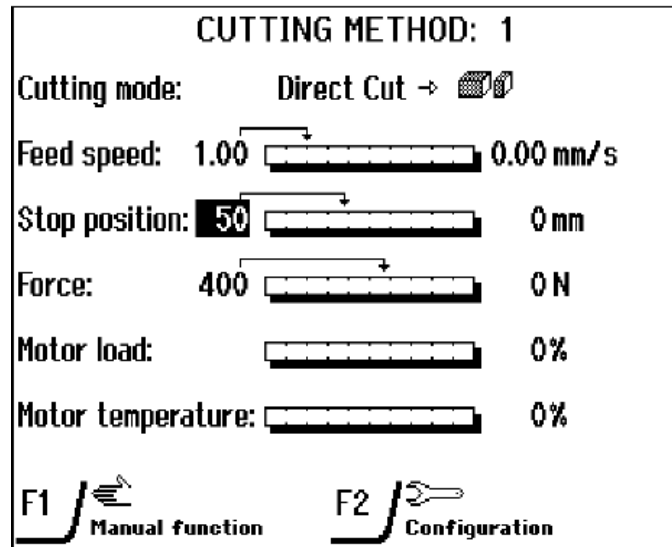 CUTTING METHOD: 1
Cutting mode: Direct Cut →
Feed speed: 1.00 0.00 mm/s
Stop position: 50 0 mm
Force: 400 0 N
Motor load: 0%
Motor temperature: 0%
F1 Manual function F2 Configuration